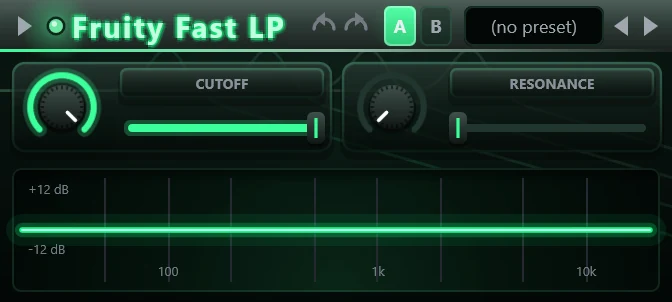 Fruity Fast LP A B (no preset)
CUTOFF RESONANCE
+12 dB
-12 dB
100 1k 10k